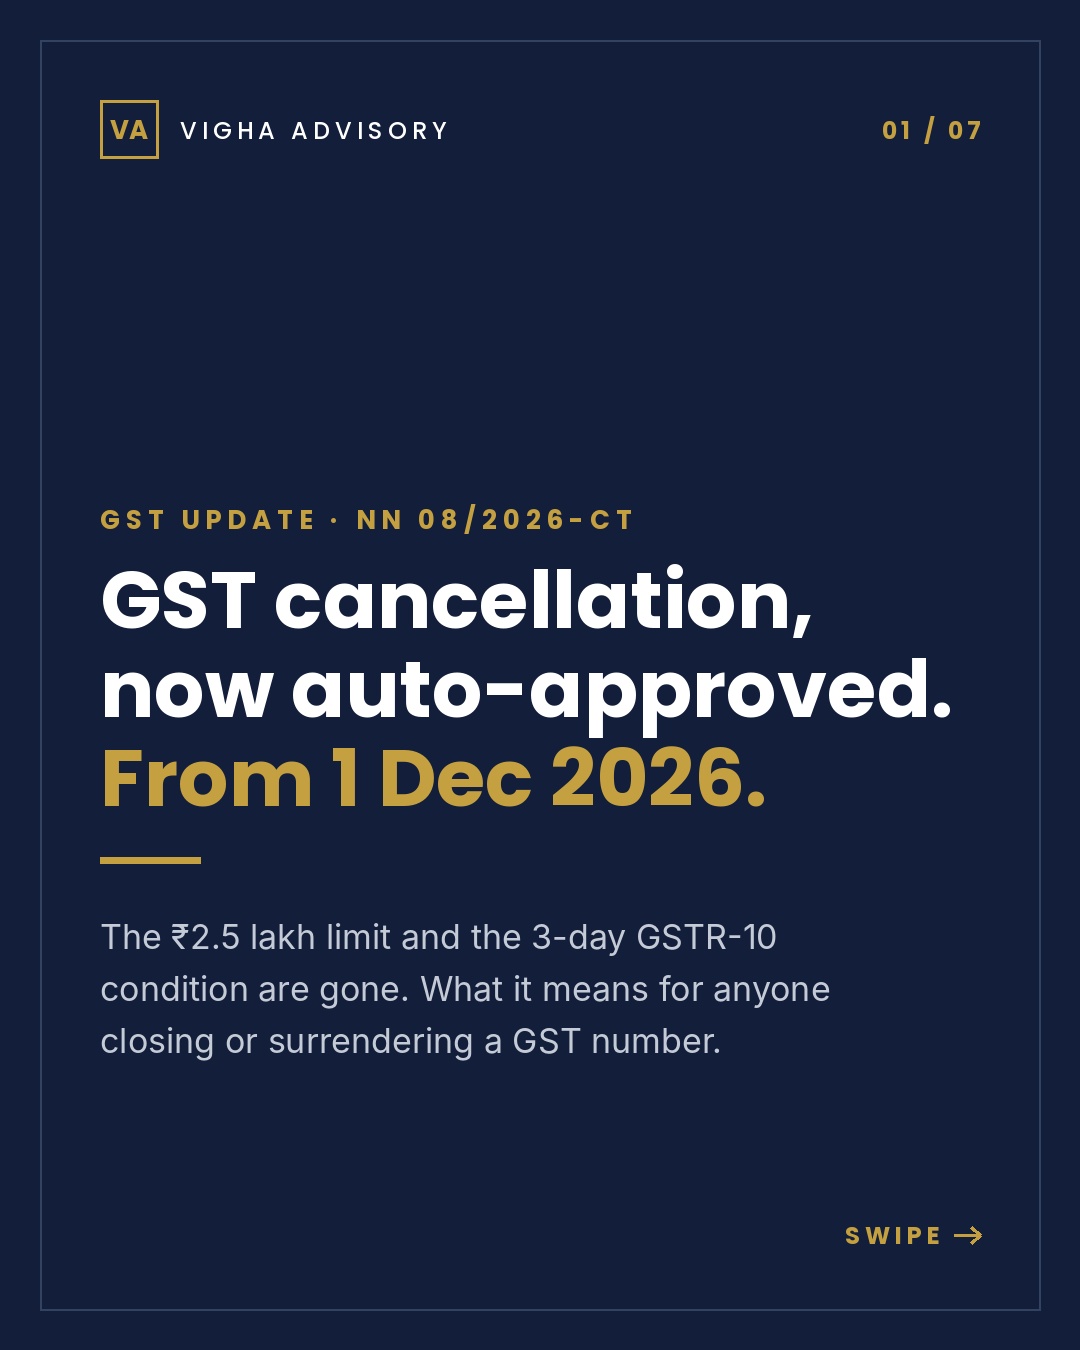 VA
VIGHA ADVISORY
01 / 07
GST UPDATE · NN 08/2026-CT
GST cancellation,
now auto-approved.
From 1 Dec 2026.
The ₹2.5 lakh limit and the 3-day GSTR-10
condition are gone. What it means for anyone
closing or surrendering a GST number.
SWIPE →